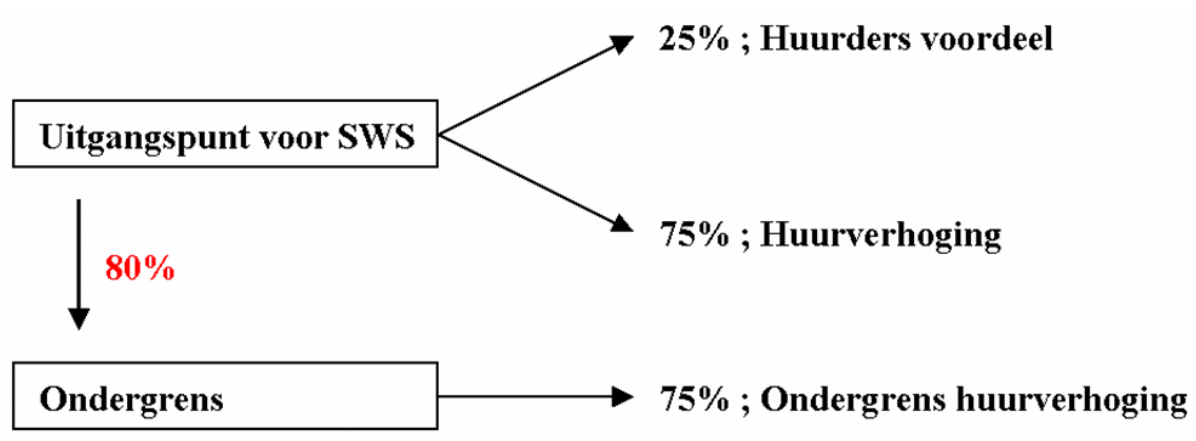 25% ; Huurders voordeel
Uitgangspunt voor SWS
75% ; Huurverhoging
80%
Ondergrens
75% ; Ondergrens huurverhoging